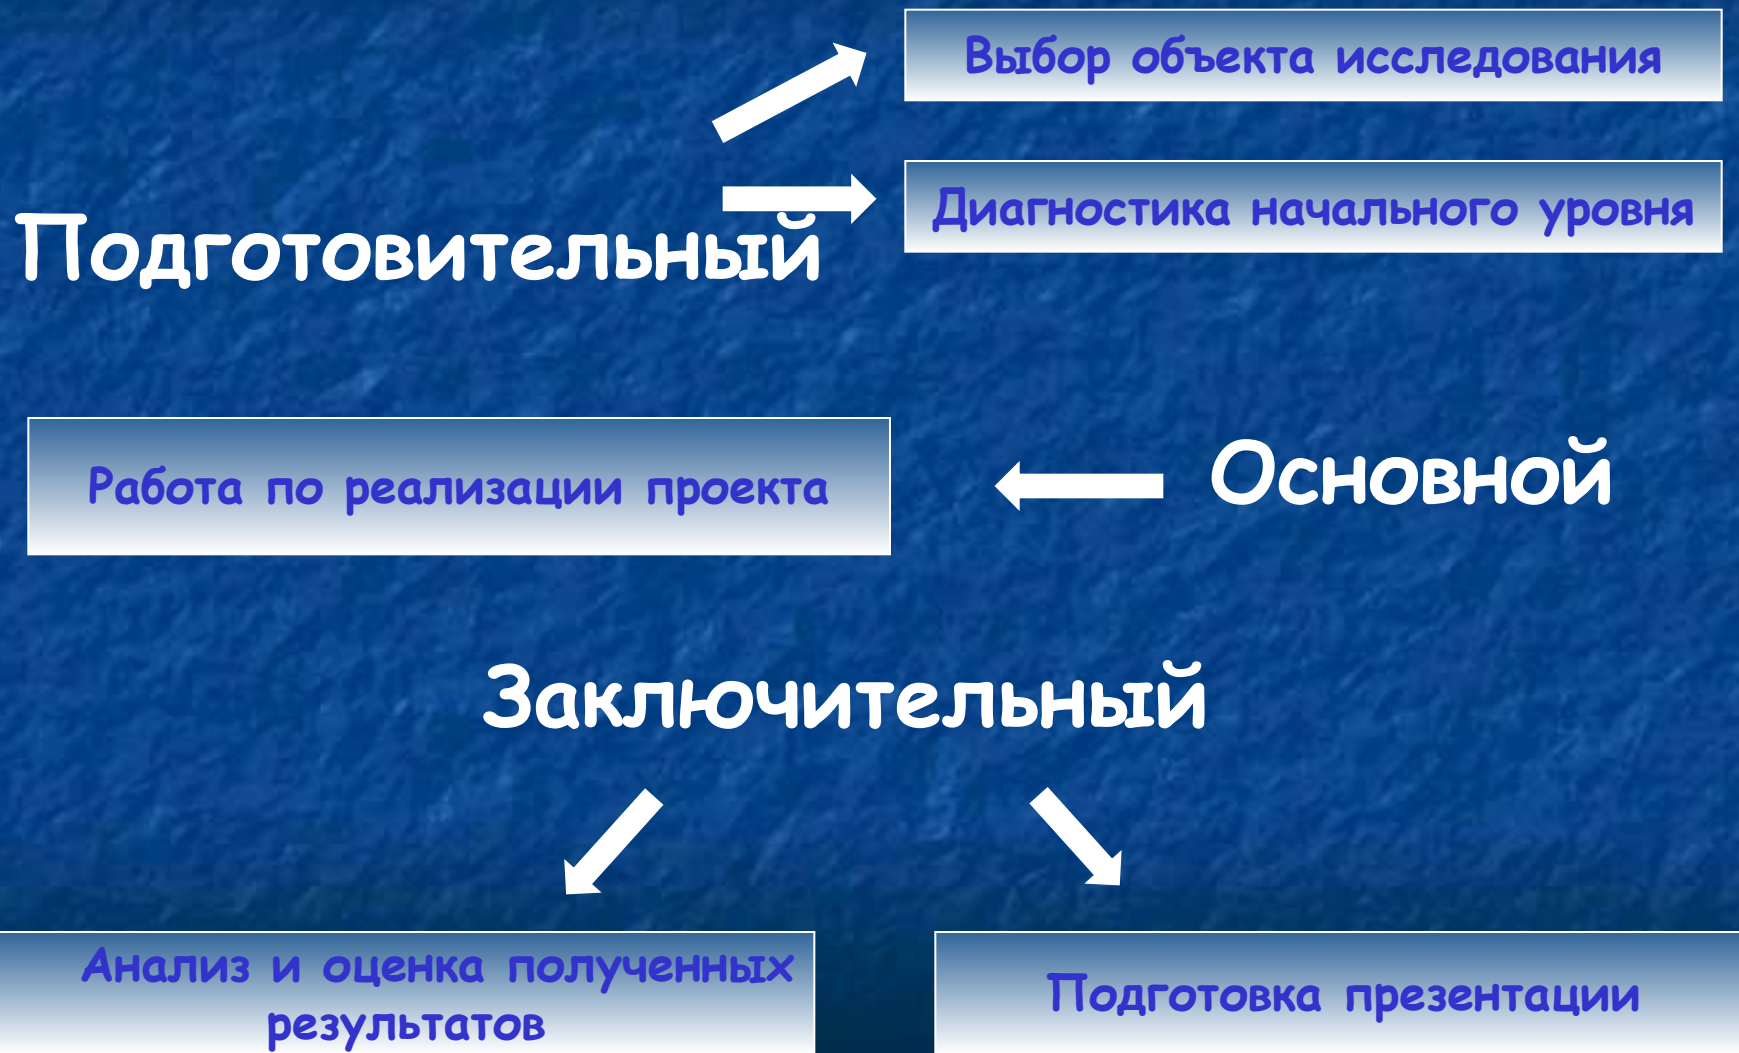 Выбор объекта исследования
Диагностика начального уровня
Подготовительный
Работа по реализации проекта
Основной
Заключительный
Анализ и оценка полученных
результатов
Подготовка презентации